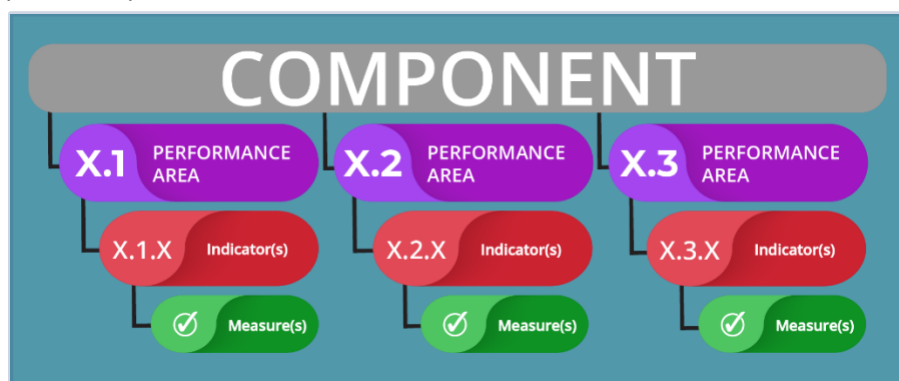 COMPONENT
X.1
PERFORMANCE
AREA
X.2
PERFORMANCE
AREA
X.3
PERFORMANCE
AREA
X.1.X
Indicator(s)
X.2.X
Indicator(s)
X.3.X
Indicator(s)
Measure(s)
Measure(s)
Measure(s)